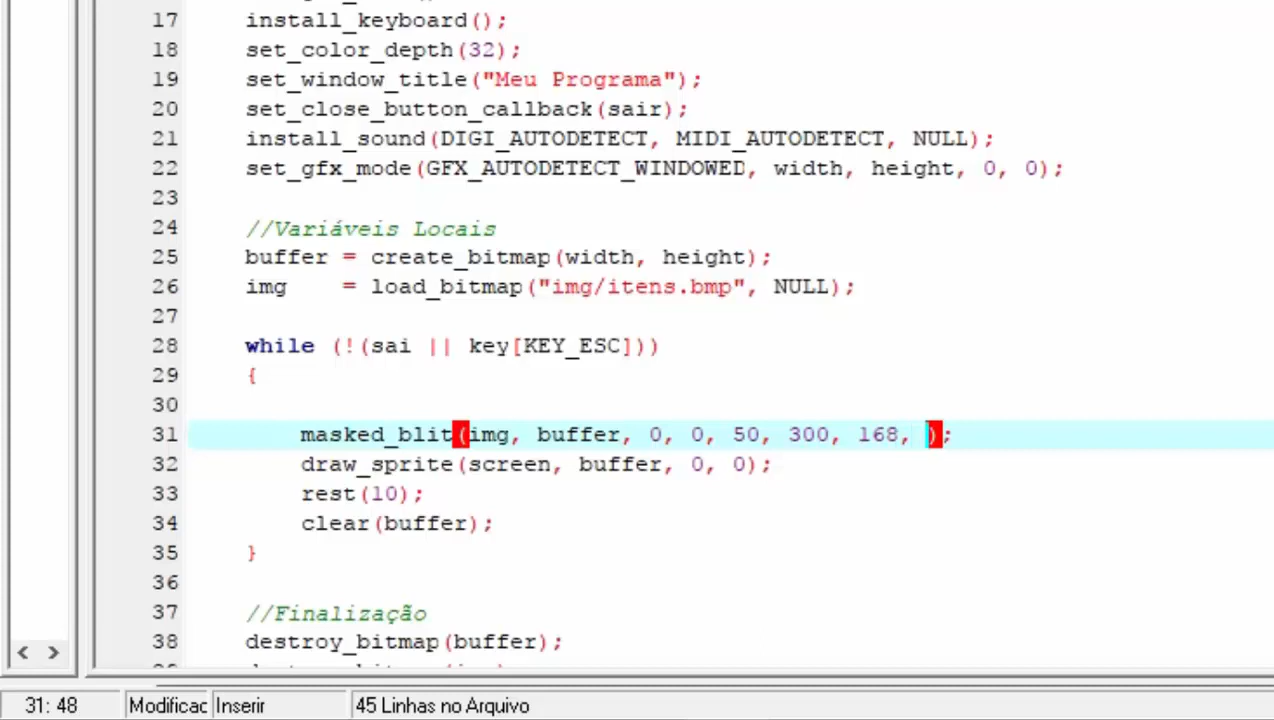 17 install_keyboard();
18 set_color_depth(32);
19 set_window_title("Meu Programa");
20 set_close_button_callback(sair);
21 install_sound(DIGI_AUTODETECT, MIDI_AUTODETECT, NULL);
22 set_gfx_mode(GFX_AUTODETECT_WINDOWED, width, height, 0, 0);
23
24 //Variáveis Locais
25 buffer = create_bitmap(width, height);
26 img    = load_bitmap("img/itens.bmp", NULL);
27
28 while (!(sai || key[KEY_ESC]))
29 {
30
31 masked_blit(img, buffer, 0, 0, 50, 300, 168, );
32 draw_sprite(screen, buffer, 0, 0);
33 rest(10);
34 clear(buffer);
35 }
36
37 //Finalização
38 destroy_bitmap(buffer);
31: 48 Modificac Inserir 45 Linhas no Arquivo